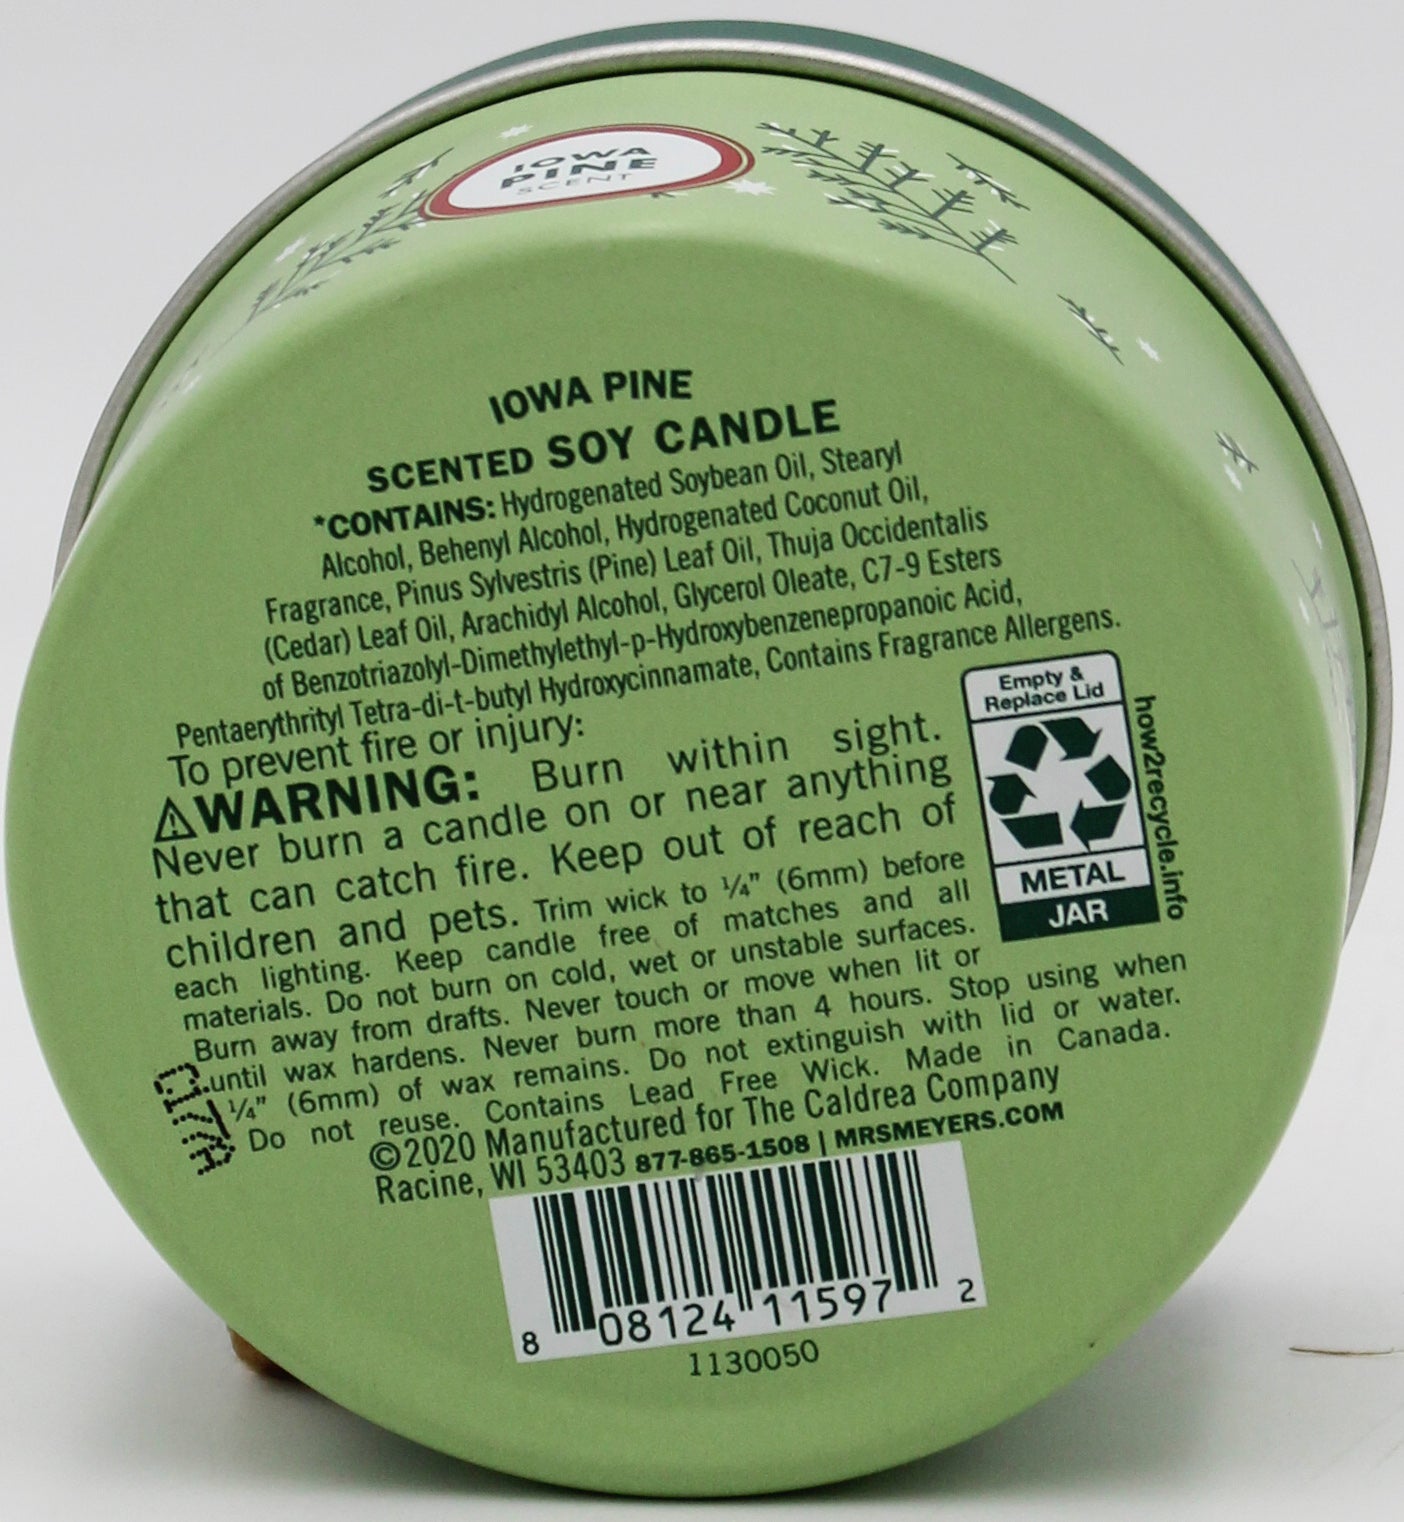 IOWA
PINE
SCENT
IOWA PINE
SCENTED SOY CANDLE
*CONTAINS: Hydrogenated Soybean Oil, Stearyl
Alcohol, Behenyl Alcohol, Hydrogenated Coconut Oil,
Fragrance, Pinus Sylvestris (Pine) Leaf Oil, Thuja Occidentalis
(Cedar) Leaf Oil, Arachidyl Alcohol, Glycerol Oleate, C7-9 Esters
of Benzotriazolyl-Dimethylethyl-p-Hydroxybenzenepropanoic Acid,
Pentaerythrityl Tetra-di-t-butyl Hydroxycinnamate, Contains Fragrance Allergens.
To prevent fire or injury:
⚠WARNING: Burn within sight.
Never burn a candle on or near anything
that can catch fire. Keep out of reach of
children and pets. Trim wick to ¼" (6mm) before
each lighting. Keep candle free of matches and all
materials. Do not burn on cold, wet or unstable surfaces.
Burn away from drafts. Never touch or move when lit or
until wax hardens. Never burn more than 4 hours. Stop using when
¼" (6mm) of wax remains. Do not extinguish with lid or water.
Do not reuse. Contains Lead Free Wick. Made in Canada.
©2020 Manufactured for The Caldrea Company
Racine, WI 53403 877-865-1508 | MRSMEYERS.COM
Empty &
Replace Lid
METAL
JAR
how2recycle.info
8 08124 11597 2
1130050